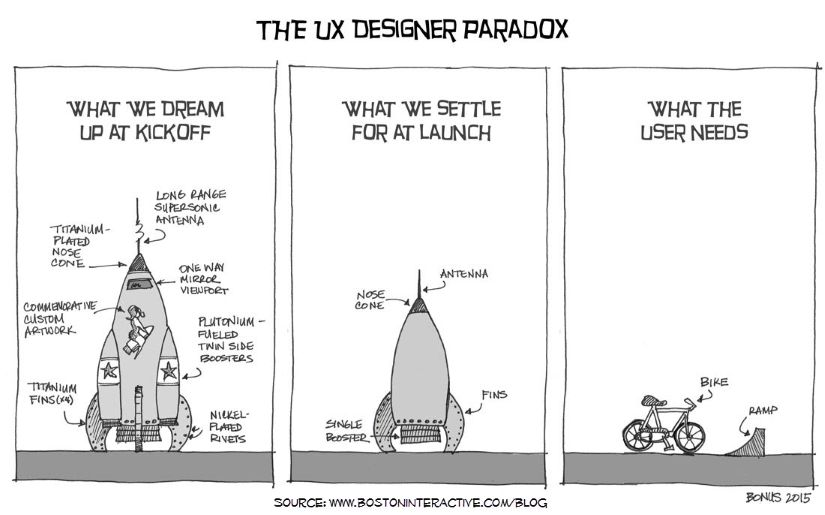 THE UX DESIGNER PARADOX
WHAT WE DREAM
UP AT KICKOFF
LONG RANGE
SUPERSONIC
ANTENNA
TITANIUM-
PLATED
NOSE
CONE
ONE WAY
MIRROR
VIEWPORT
COMMEMORATIVE
CUSTOM
ARTWORK
PLUTONIUM-
FUELED
TWIN SIDE
BOOSTERS
TITANIUM
FINS (x4)
NICKEL-
PLATED
RIVETS
WHAT WE SETTLE
FOR AT LAUNCH
ANTENNA
NOSE
CONE
FINS
SINGLE
BOOSTER
WHAT THE
USER NEEDS
BIKE
RAMP
BONUS 2015
SOURCE: WWW.BOSTONINTERACTIVE.COM/BLOG